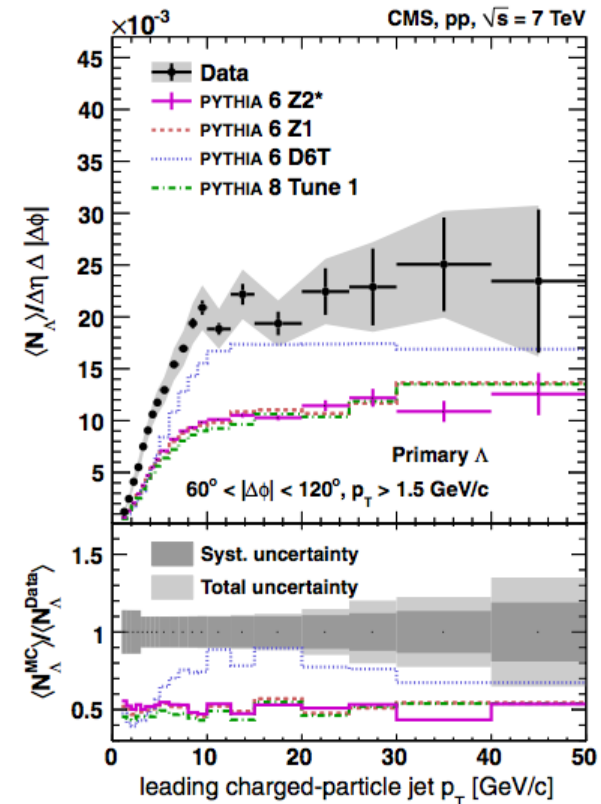 ×10⁻³
CMS, pp, √s = 7 TeV
45
40
35
30
25
20
15
10
5
⟨N_Λ⟩/Δη Δ |Δϕ|
Data
PYTHIA 6 Z2*
PYTHIA 6 Z1
PYTHIA 6 D6T
PYTHIA 8 Tune 1
Primary Λ
60° < |Δϕ| < 120°, p_T > 1.5 GeV/c
1.5
1
0.5
⟨N_Λ^MC⟩/⟨N_Λ^Data⟩
Syst. uncertainty
Total uncertainty
0 10 20 30 40 50
leading charged-particle jet p_T [GeV/c]